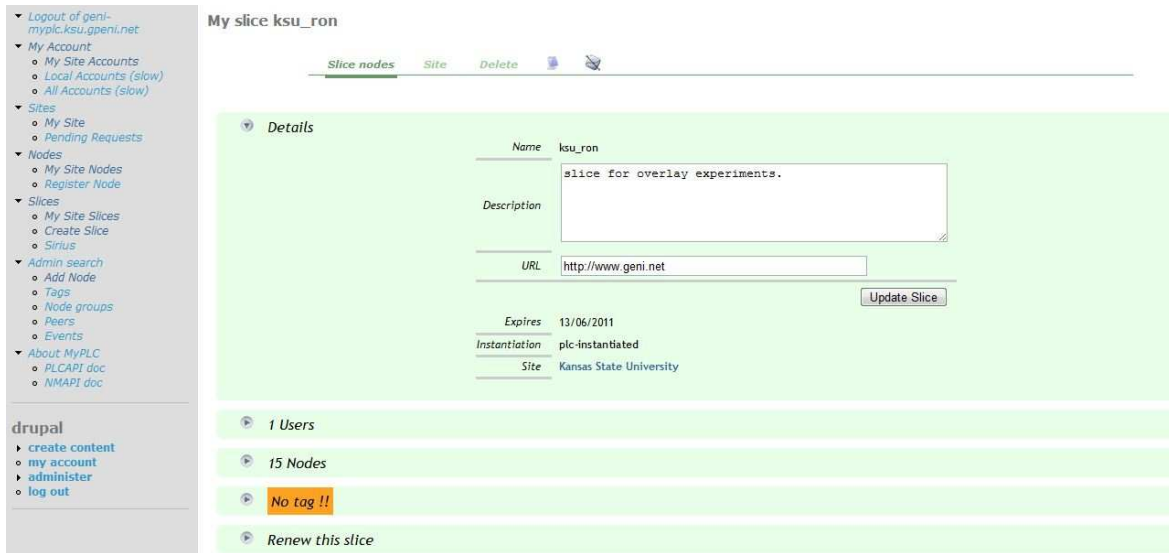 Logout of geni-
myplc.ksu.gpeni.net
My Account
My Site Accounts
Local Accounts (slow)
All Accounts (slow)
Sites
My Site
Pending Requests
Nodes
My Site Nodes
Register Node
Slices
My Site Slices
Create Slice
Sirius
Admin search
Add Node
Tags
Node groups
Peers
Events
About MyPLC
PLCAPI doc
NMAPI doc
drupal
create content
my account
administer
log out
My slice ksu_ron
Slice nodes Site Delete
Details
Name ksu_ron
Description slice for overlay experiments.
URL http://www.geni.net
Update Slice
Expires 13/06/2011
Instantiation plc-instantiated
Site Kansas State University
1 Users
15 Nodes
No tag !!
Renew this slice